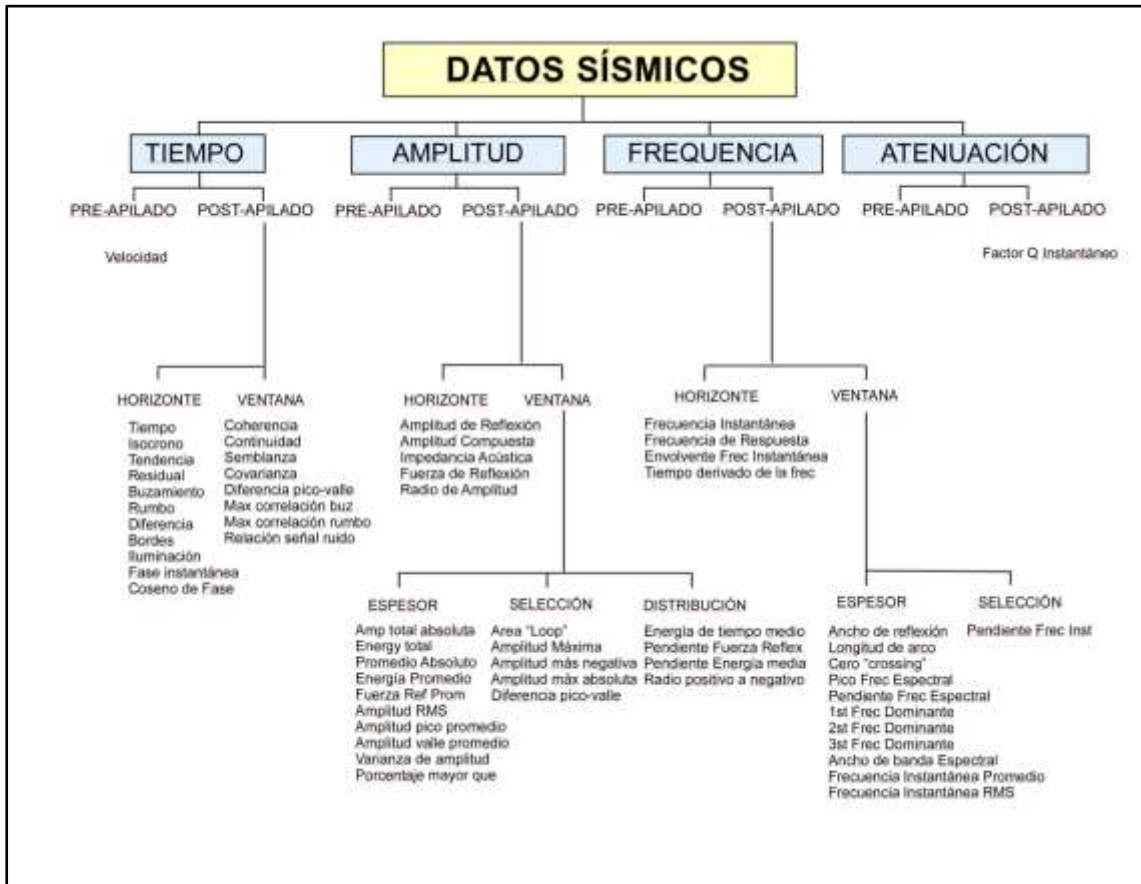 DATOS SÍSMICOS
TIEMPO
AMPLITUD
FREQUENCIA
ATENUACIÓN
PRE-APILADO
POST-APILADO
PRE-APILADO
POST-APILADO
PRE-APILADO
POST-APILADO
PRE-APILADO
POST-APILADO
Velocidad
Factor Q Instantáneo
HORIZONTE
Tiempo
Isocrono
Tendencia
Residual
Buzamiento
Rumbo
Diferencia
Bordes
Iluminación
Fase instantánea
Coseno de Fase
VENTANA
Coherencia
Continuidad
Semblanza
Covarianza
Diferencia pico-valle
Max correlación buz
Max correlación rumbo
Relación señal ruido
HORIZONTE
Amplitud de Reflexión
Amplitud Compuesta
Impedancia Acústica
Fuerza de Reflexión
Radio de Amplitud
VENTANA
HORIZONTE
Frecuencia Instantánea
Frecuencia de Respuesta
Envolvente Frec Instantánea
Tiempo derivado de la frec
VENTANA
ESPESOR
Amp total absoluta
Energy total
Promedio Absoluto
Energía Promedio
Fuerza Ref Prom
Amplitud RMS
Amplitud pico promedio
Amplitud valle promedio
Varianza de amplitud
Porcentaje mayor que
SELECCIÓN
Area "Loop"
Amplitud Máxima
Amplitud más negativa
Amplitud máx absoluta
Diferencia pico-valle
DISTRIBUCIÓN
Energía de tiempo medio
Pendiente Fuerza Reflex
Pendiente Energía media
Radio positivo a negativo
ESPESOR
Ancho de reflexión
Longitud de arco
Cero "crossing"
Pico Frec Espectral
Pendiente Frec Espectral
1st Frec Dominante
2st Frec Dominante
3st Frec Dominante
Ancho de banda Espectral
Frecuencia Instantánea Promedio
Frecuencia Instantánea RMS
SELECCIÓN
Pendiente Frec Inst